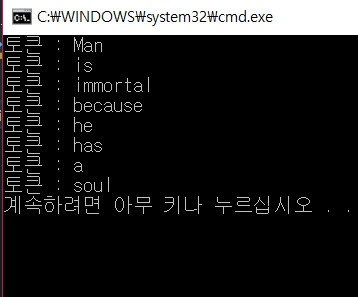 C:₩WINDOWS₩system32₩cmd.exe
토큰 : Man
토큰 : is
토큰 : immortal
토큰 : because
토큰 : he
토큰 : has
토큰 : a
토큰 : soul
계속하려면 아무 키나 누르십시오 . .